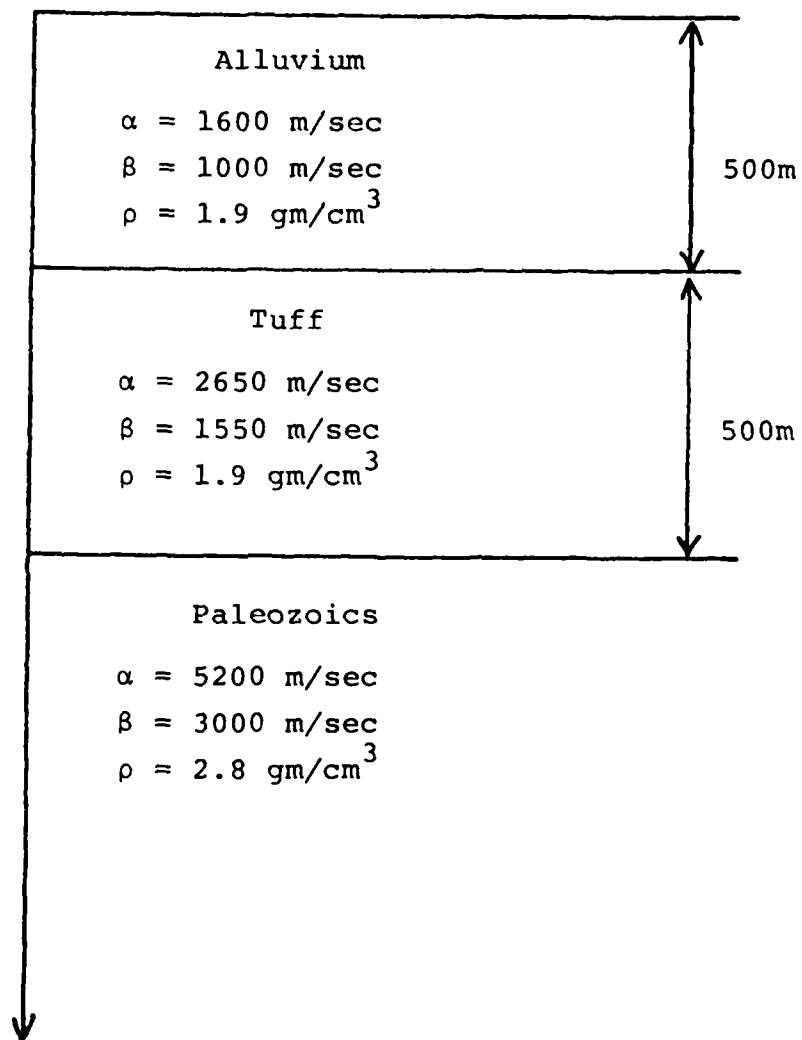 Alluvium
α = 1600 m/sec
β = 1000 m/sec
ρ = 1.9 gm/cm³
500m
Tuff
α = 2650 m/sec
β = 1550 m/sec
ρ = 1.9 gm/cm³
500m
Paleozoics
α = 5200 m/sec
β = 3000 m/sec
ρ = 2.8 gm/cm³